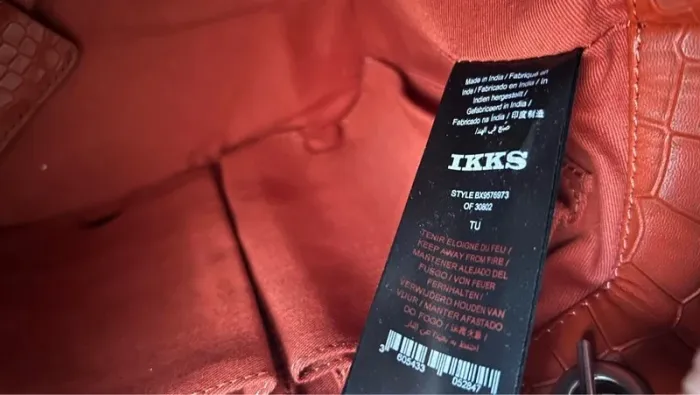 Made in India / Fabriqué en
Inde / Fabricado en India / In
Indien hergestellt /
Gefabriceerd in India /
Fabricado na Índia / 印度制造
صنع في الهند /
IKKS
STYLE BX9576973
OF 30802
TU
TENIR ELOIGNE DU FEU /
KEEP AWAY FROM FIRE /
MANTENER ALEJADO DEL
FUEGO / VON FEUER
FERNHALTEN /
VERWIJDERD HOUDEN VAN
VUUR / MANTER AFASTADO
DO FOGO /
3 605433 052847